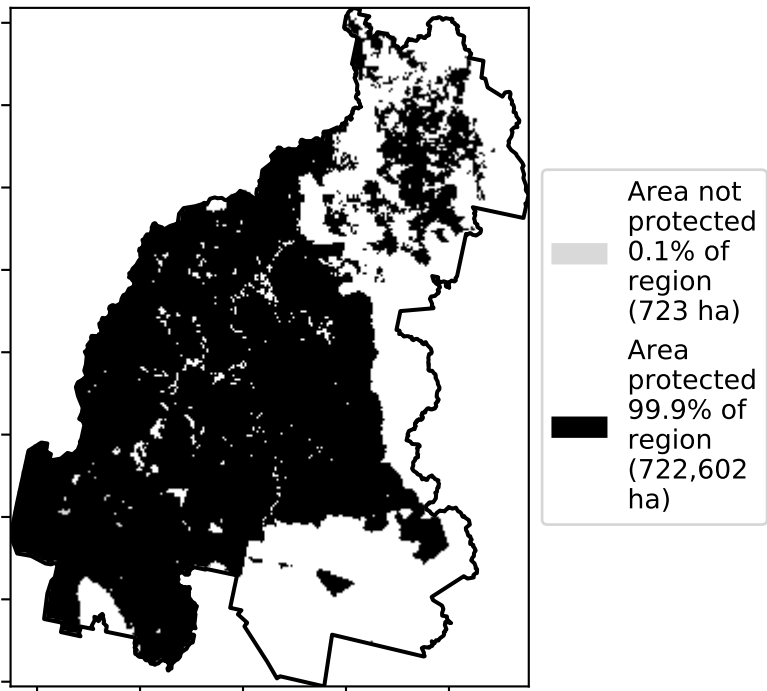 Area not
protected
0.1% of
region
(723 ha)
Area
protected
99.9% of
region
(722,602
ha)